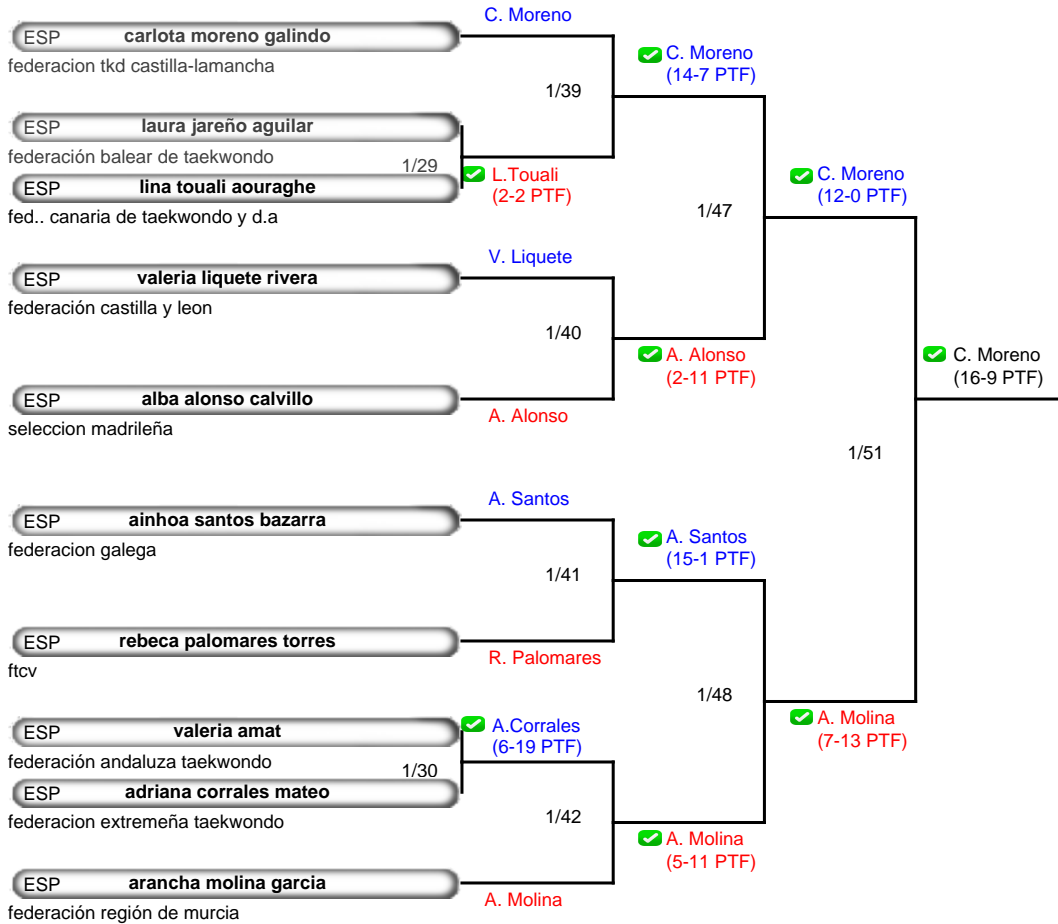 C. Moreno
ESP carlota moreno galindo
federacion tkd castilla-lamancha
C. Moreno
(14-7 PTF)
1/39
ESP laura jareño aguilar
federación balear de taekwondo
1/29
L.Touali
(2-2 PTF)
ESP lina touali aouraghe
fed.. canaria de taekwondo y d.a
C. Moreno
(12-0 PTF)
1/47
V. Liquete
ESP valeria liquete rivera
federación castilla y leon
1/40
A. Alonso
(2-11 PTF)
C. Moreno
(16-9 PTF)
ESP alba alonso calvillo
A. Alonso
seleccion madrileña
1/51
A. Santos
ESP ainhoa santos bazarra
federacion galega
A. Santos
(15-1 PTF)
1/41
ESP rebeca palomares torres
R. Palomares
ftcv
1/48
A. Molina
(7-13 PTF)
ESP valeria amat
A.Corrales
(6-19 PTF)
federación andaluza taekwondo
1/30
ESP adriana corrales mateo
federacion extremeña taekwondo
1/42
A. Molina
(5-11 PTF)
ESP arancha molina garcia
A. Molina
federación región de murcia